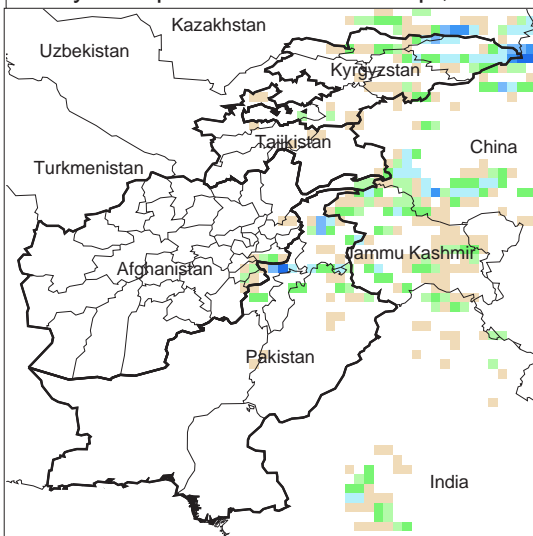 Kazakhstan
Uzbekistan
Kyrgyzstan
Tajikistan
China
Turkmenistan
Jammu Kashmir
Afghanistan
Pakistan
India